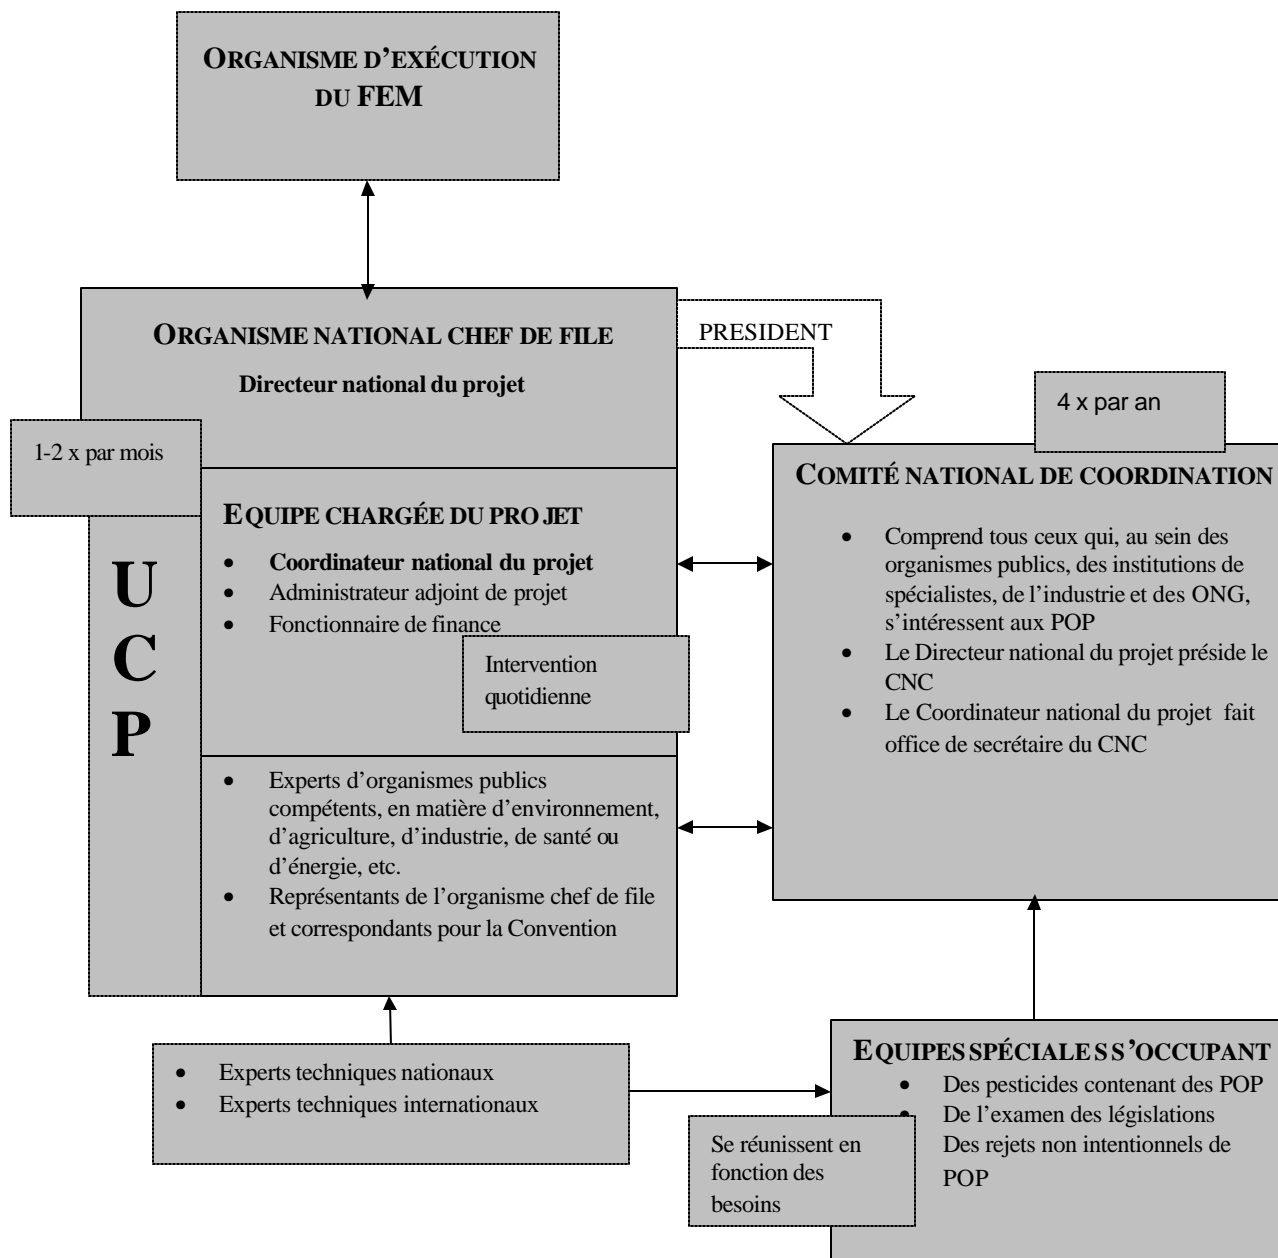 ORGANISME D’EXÉCUTION
DU FEM
ORGANISME NATIONAL CHEF DE FILE
Directeur national du projet
PRESIDENT
4 x par an
1-2 x par mois
COMITÉ NATIONAL DE COORDINATION
• Comprend tous ceux qui, au sein des
organismes publics, des institutions de
spécialistes, de l’industrie et des ONG,
s’intéressent aux POP
• Le Directeur national du projet préside le
CNC
• Le Coordinateur national du projet fait
office de secrétaire du CNC
EQUIPE CHARGÉE DU PROJET
• Coordinateur national du projet
• Administrateur adjoint de projet
• Fonctionnaire de finance
Intervention
quotidienne
U
C
P
• Experts d’organismes publics
compétents, en matière d’environnement,
d’agriculture, d’industrie, de santé ou
d’énergie, etc.
• Représentants de l’organisme chef de file
et correspondants pour la Convention
• Experts techniques nationaux
• Experts techniques internationaux
EQUIPES SPÉCIALES S’OCCUPANT
• Des pesticides contenant des POP
• De l’examen des législations
Des rejets non intentionnels de
POP
Se réunissent en
fonction des
besoins